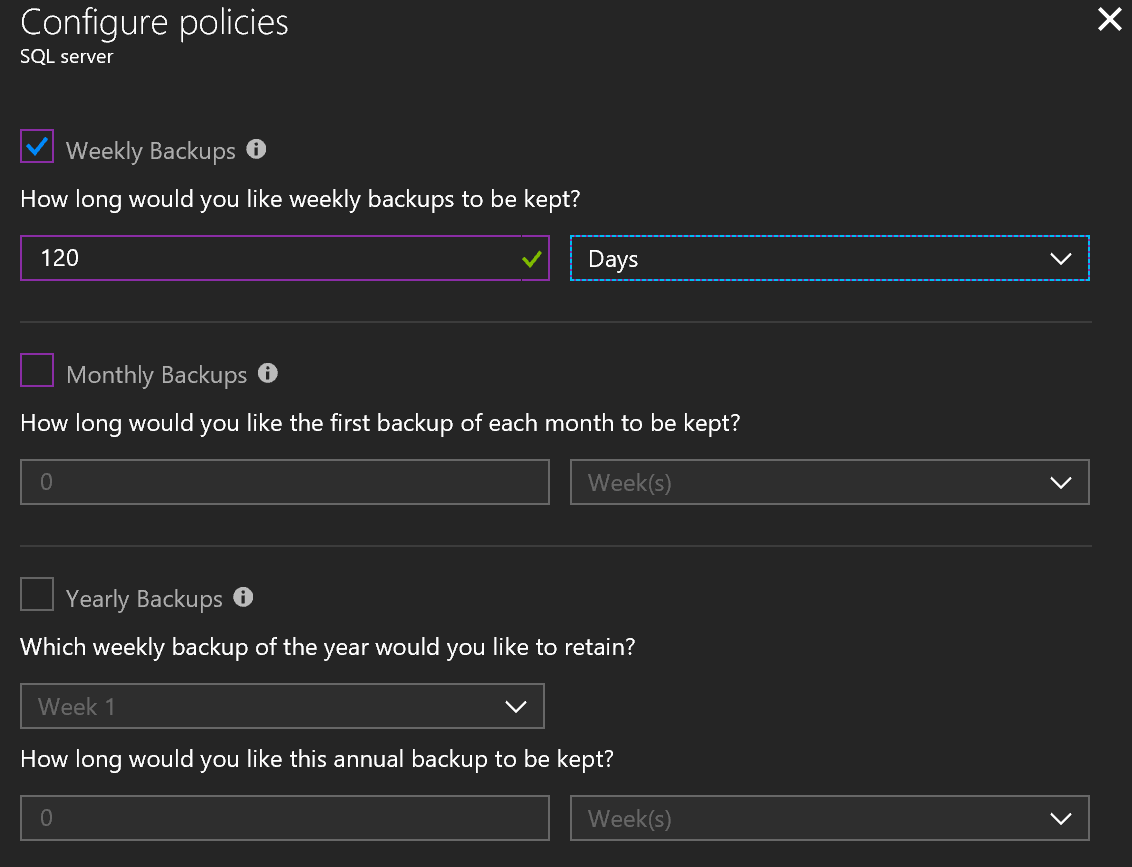 Configure policies
SQL server
Weekly Backups
How long would you like weekly backups to be kept?
120 Days
Monthly Backups
How long would you like the first backup of each month to be kept?
0 Week(s)
Yearly Backups
Which weekly backup of the year would you like to retain?
Week 1
How long would you like this annual backup to be kept?
0 Week(s)